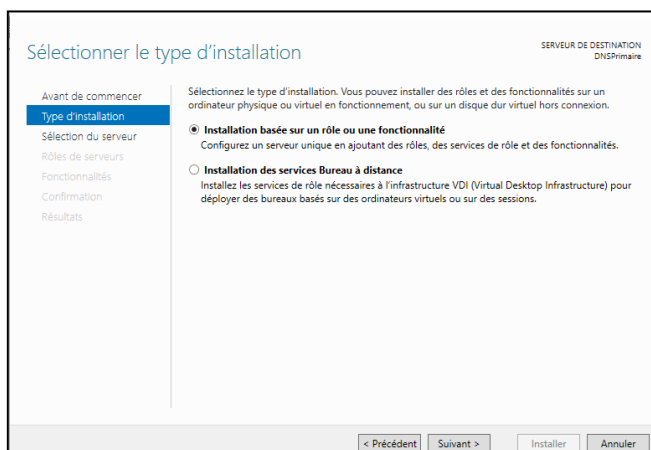 Sélectionner le type d'installation
SERVEUR DE DESTINATION
DNSPrimaire
Avant de commencer
Type d'installation
Sélection du serveur
Rôles de serveurs
Fonctionnalités
Confirmation
Résultats
Sélectionnez le type d'installation. Vous pouvez installer des rôles et des fonctionnalités sur un
ordinateur physique ou virtuel en fonctionnement, ou sur un disque dur virtuel hors connexion.
Installation basée sur un rôle ou une fonctionnalité
Configurez un serveur unique en ajoutant des rôles, des services de rôle et des fonctionnalités.
Installation des services Bureau à distance
Installez les services de rôle nécessaires à l'infrastructure VDI (Virtual Desktop Infrastructure) pour
déployer des bureaux basés sur des ordinateurs virtuels ou sur des sessions.
< Précédent Suivant > Installer Annuler